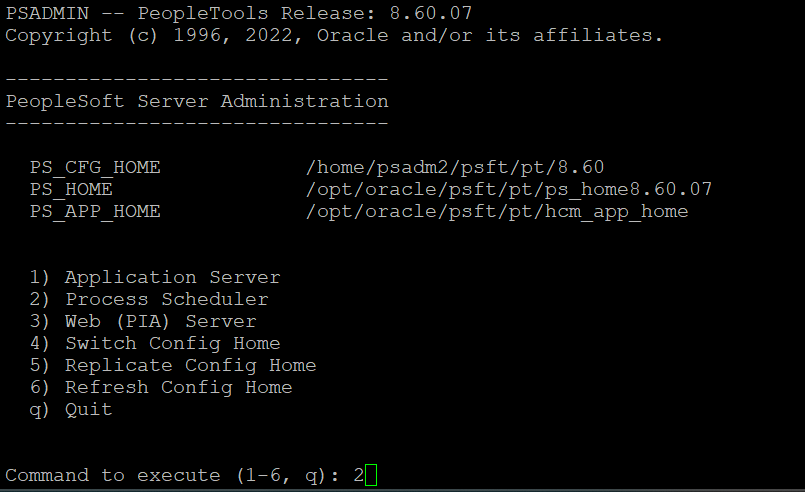 PSADMIN -- PeopleTools Release: 8.60.07
Copyright (c) 1996, 2022, Oracle and/or its affiliates.
--------------------------------
PeopleSoft Server Administration
--------------------------------
PS_CFG_HOME /home/psadm2/psft/pt/8.60
PS_HOME /opt/oracle/psft/pt/ps_home8.60.07
PS_APP_HOME /opt/oracle/psft/pt/hcm_app_home
1) Application Server
2) Process Scheduler
3) Web (PIA) Server
4) Switch Config Home
5) Replicate Config Home
6) Refresh Config Home
q) Quit
Command to execute (1-6, q): 2